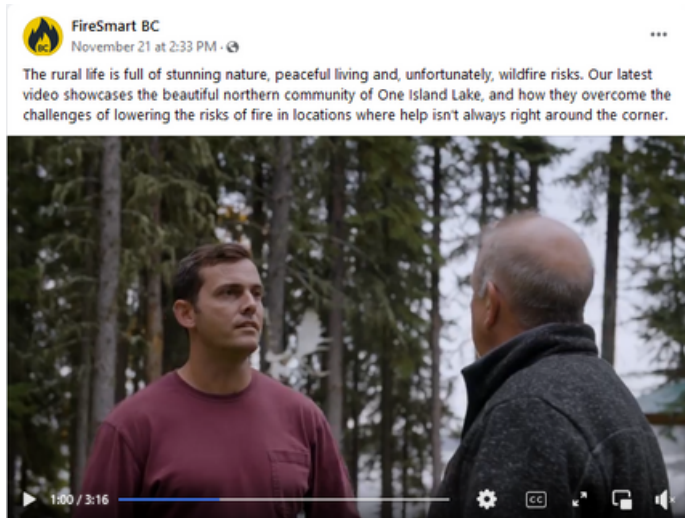 FireSmart BC
November 21 at 2:33 PM ·
The rural life is full of stunning nature, peaceful living and, unfortunately, wildfire risks. Our latest
video showcases the beautiful northern community of One Island Lake, and how they overcome the
challenges of lowering the risks of fire in locations where help isn't always right around the corner.
BC
1:00 / 3:16
CC